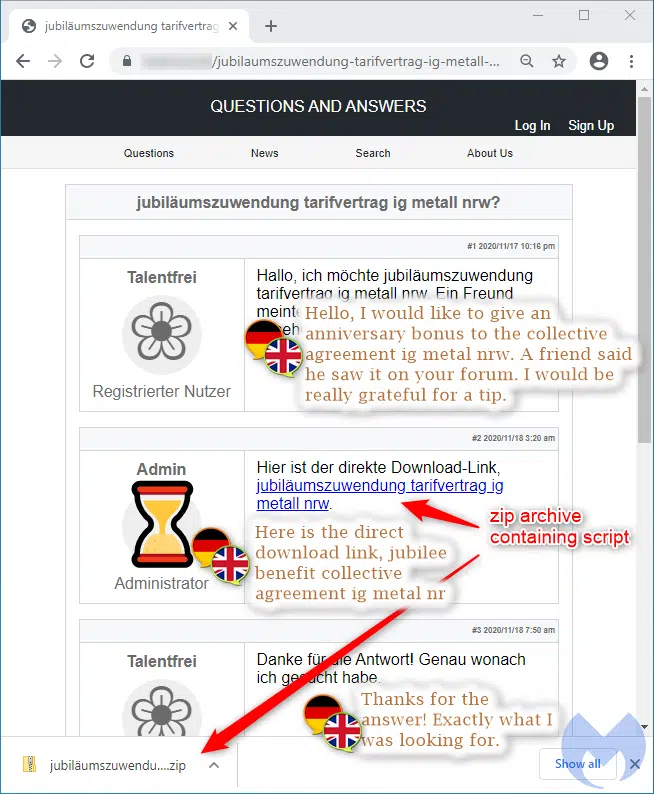 jubiläumszuwendung tarifvertrag
/jubilaumszuwendung-tarifvertrag-ig-metall-...
QUESTIONS AND ANSWERS
Log In Sign Up
Questions News Search About Us
jubiläumszuwendung tarifvertrag ig metall nrw?
#1 2020/11/17 10:16 pm
Talentfrei
Registrierter Nutzer
Hallo, ich möchte jubiläumszuwendung
tarifvertrag ig metall nrw. Ein Freund
Hello, I would like to give an
anniversary bonus to the collective
agreement ig metal nrw. A friend said
he saw it on your forum. I would be
really grateful for a tip.
#2 2020/11/18 3:20 am
Admin
Administrator
Hier ist der direkte Download-Link,
jubiläumszuwendung tarifvertrag ig
metall nrw.
zip archive
containing script
Here is the direct
download link, jubilee
benefit collective
agreement ig metal nr
#3 2020/11/18 7:50 am
Talentfrei
Danke für die Antwort! Genau wonach
ich gesucht habe.
Thanks for the
answer! Exactly what I
was looking for.
jubiläumszuwendu....zip
Show all